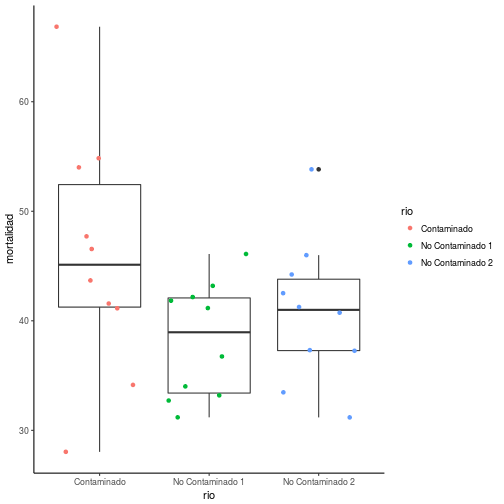 mortalidad
60
50
40
30
Contaminado
No Contaminado 1
No Contaminado 2
rio
rio
Contaminado
No Contaminado 1
No Contaminado 2